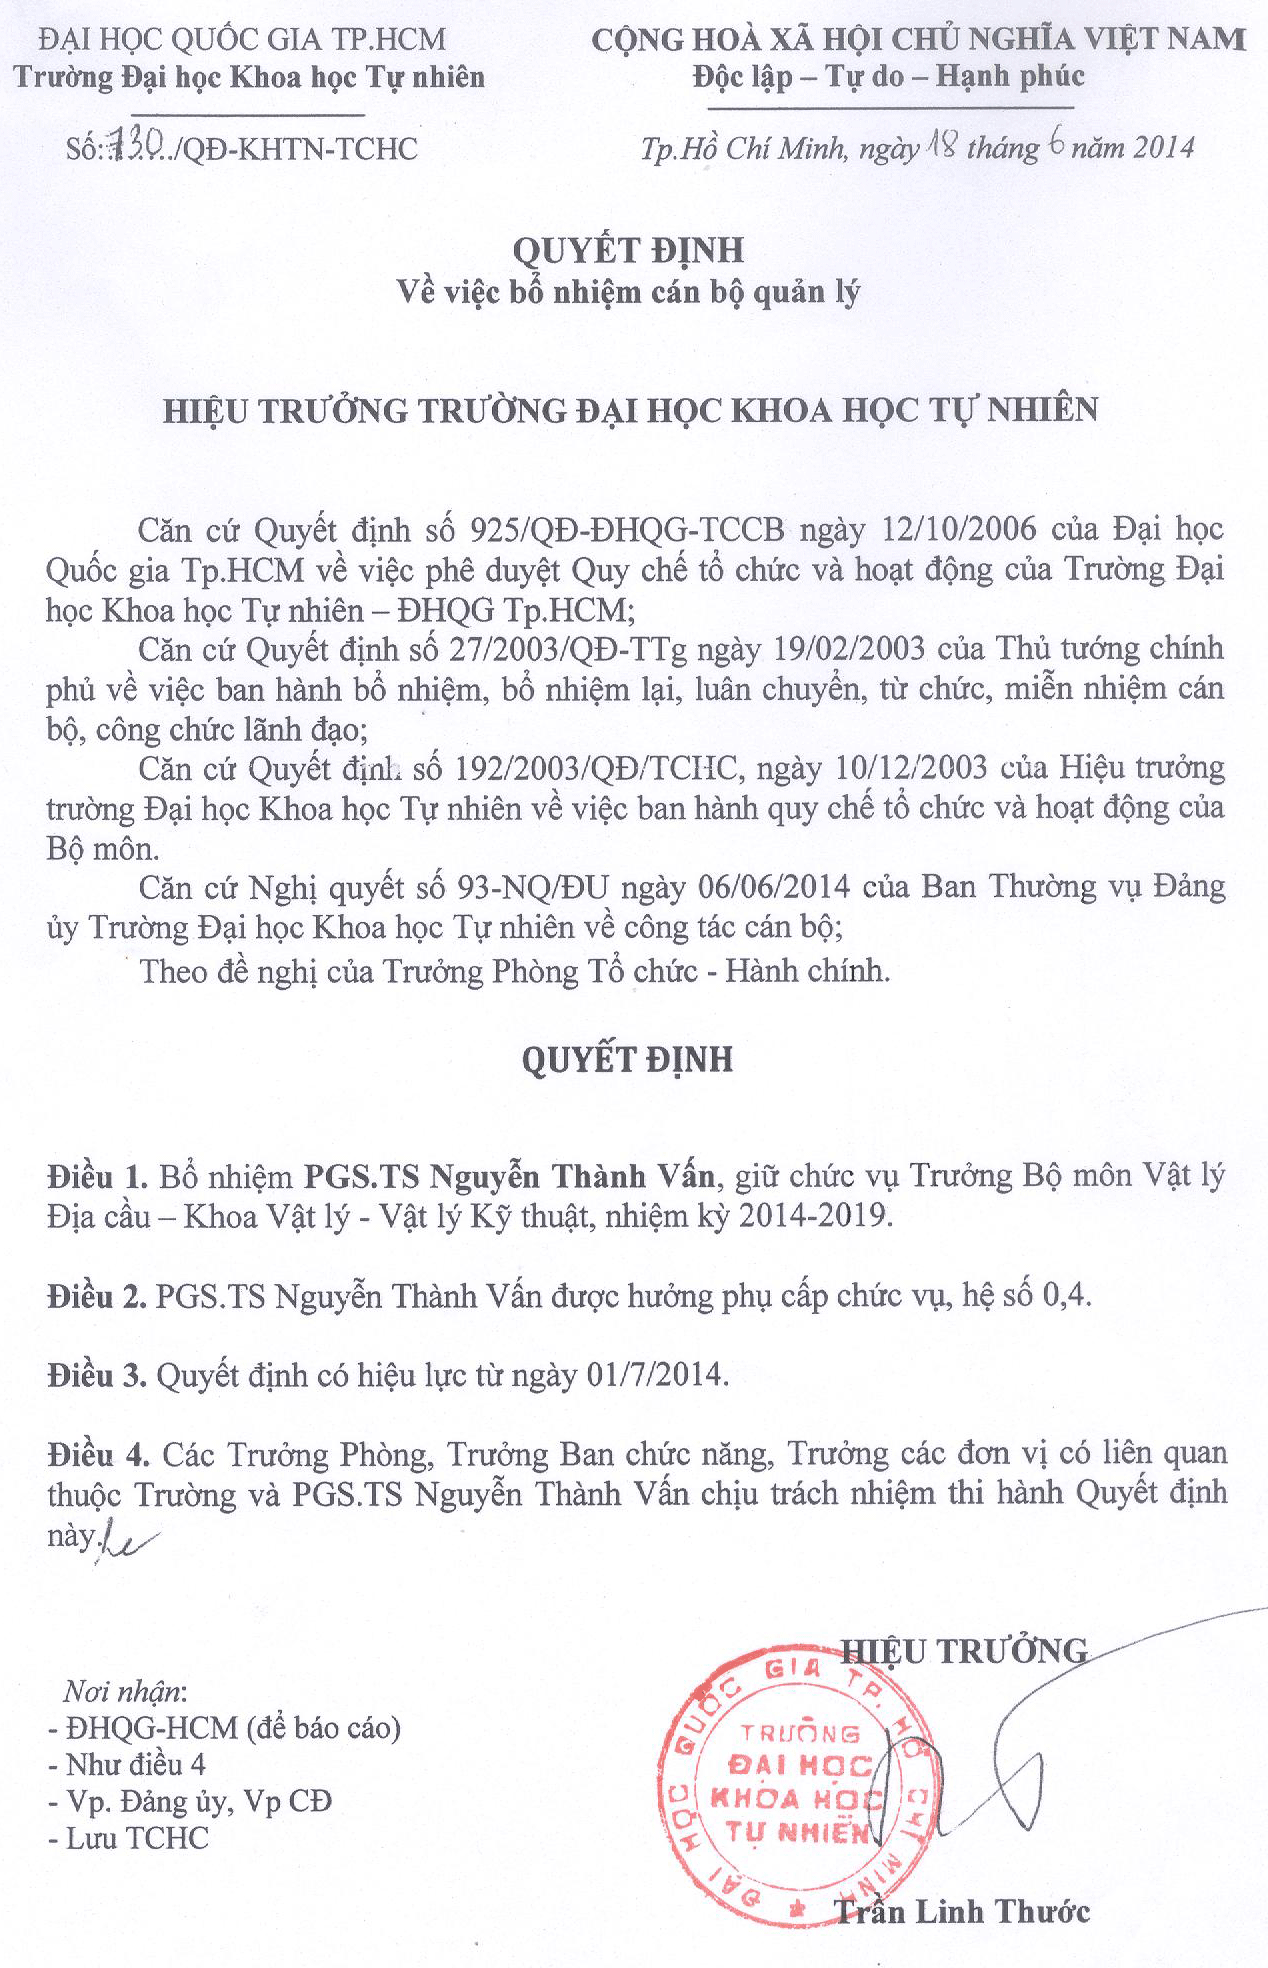 ĐẠI HỌC QUỐC GIA TP.HCM
Trường Đại học Khoa học Tự nhiên
CỘNG HOÀ XÃ HỘI CHỦ NGHĨA VIỆT NAM
Độc lập – Tự do – Hạnh phúc
Số:.730../QĐ-KHTN-TCHC
Tp.Hồ Chí Minh, ngày 18 tháng 6 năm 2014
QUYẾT ĐỊNH
Về việc bổ nhiệm cán bộ quản lý
HIỆU TRƯỞNG TRƯỜNG ĐẠI HỌC KHOA HỌC TỰ NHIÊN
Căn cứ Quyết định số 925/QĐ-ĐHQG-TCCB ngày 12/10/2006 của Đại học
Quốc gia Tp.HCM về việc phê duyệt Quy chế tổ chức và hoạt động của Trường Đại
học Khoa học Tự nhiên – ĐHQG Tp.HCM;
Căn cứ Quyết định số 27/2003/QĐ-TTg ngày 19/02/2003 của Thủ tướng chính
phủ về việc ban hành bổ nhiệm, bổ nhiệm lại, luân chuyển, từ chức, miễn nhiệm cán
bộ, công chức lãnh đạo;
Căn cứ Quyết định số 192/2003/QĐ/TCHC, ngày 10/12/2003 của Hiệu trưởng
trường Đại học Khoa học Tự nhiên về việc ban hành quy chế tổ chức và hoạt động của
Bộ môn.
Căn cứ Nghị quyết số 93-NQ/ĐU ngày 06/06/2014 của Ban Thường vụ Đảng
ủy Trường Đại học Khoa học Tự nhiên về công tác cán bộ;
Theo đề nghị của Trưởng Phòng Tổ chức - Hành chính.
QUYẾT ĐỊNH
Điều 1. Bổ nhiệm PGS.TS Nguyễn Thành Vấn, giữ chức vụ Trưởng Bộ môn Vật lý
Địa cầu – Khoa Vật lý - Vật lý Kỹ thuật, nhiệm kỳ 2014-2019.
Điều 2. PGS.TS Nguyễn Thành Vấn được hưởng phụ cấp chức vụ, hệ số 0,4.
Điều 3. Quyết định có hiệu lực từ ngày 01/7/2014.
Điều 4. Các Trưởng Phòng, Trưởng Ban chức năng, Trưởng các đơn vị có liên quan
thuộc Trường và PGS.TS Nguyễn Thành Vấn chịu trách nhiệm thi hành Quyết định
này.
Nơi nhận:
- ĐHQG-HCM (để báo cáo)
- Như điều 4
- Vp. Đảng ủy, Vp CĐ
- Lưu TCHC
HIỆU TRƯỞNG
ĐẠI HỌC QUỐC GIA TP. HỒ CHÍ MINH
TRƯỜNG
ĐẠI HỌC
KHOA HỌC
TỰ NHIÊN
Trần Linh Thước